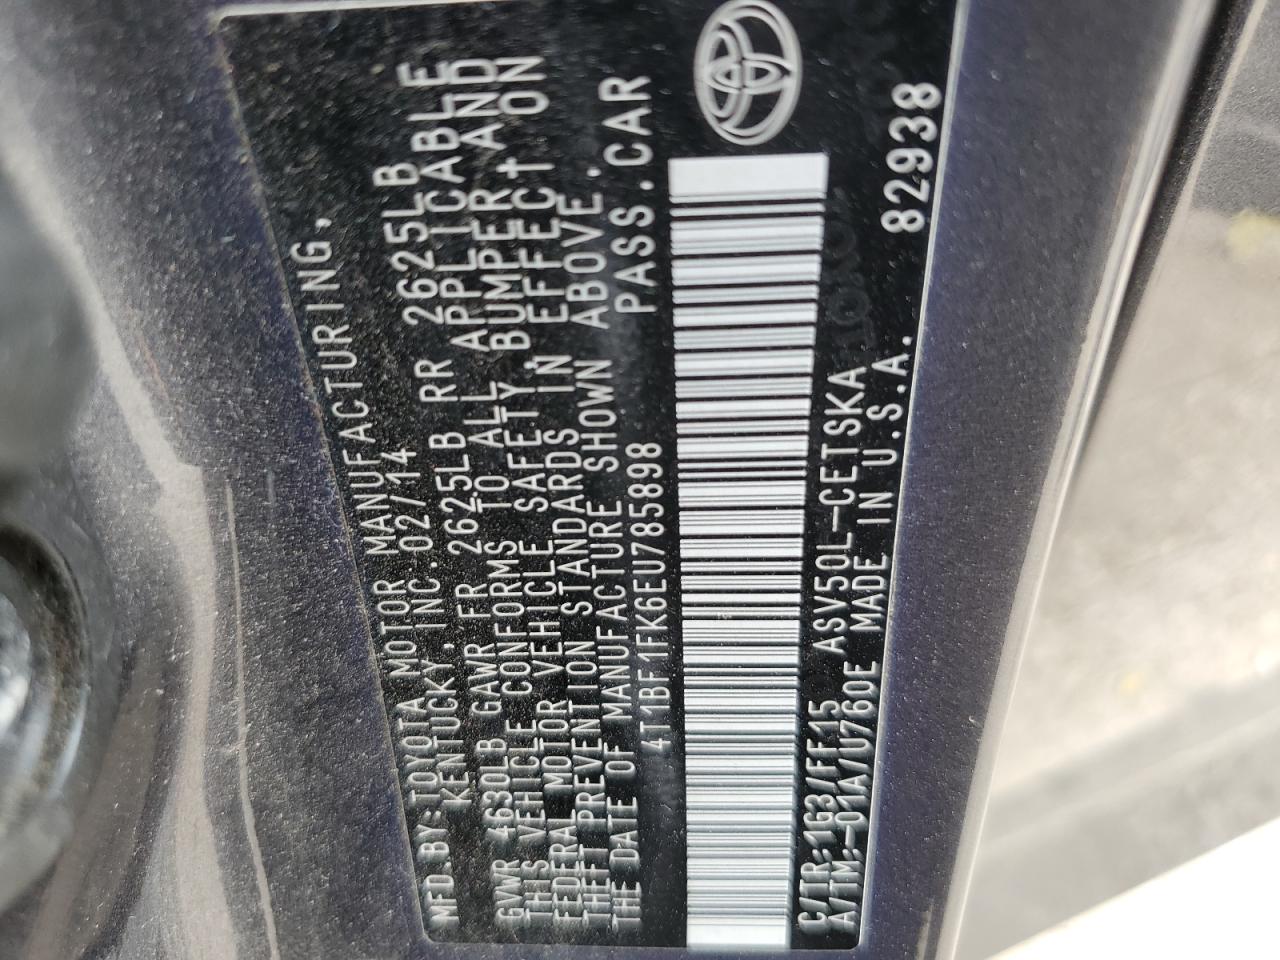 MFD.BY:TOYOTA MOTOR MANUFACTURING,
KENTUCKY, INC. 02/14
GVWR 4630LB GAWR FR 2625LB RR 2625LB
THIS VEHICLE CONFORMS TO ALL APPLICABLE
FEDERAL MOTOR VEHICLE SAFETY, BUMPER AND
THEFT PREVENTION STANDARDS IN EFFECT ON
THE DATE OF MANUFACTURE SHOWN ABOVE.
4T1BF1FK6EU785898 PASS.CAR
C/TR:1G3/FF15 ASV50L-CETSKA
A/TM:-01A/U760E MADE IN U.S.A. 82938